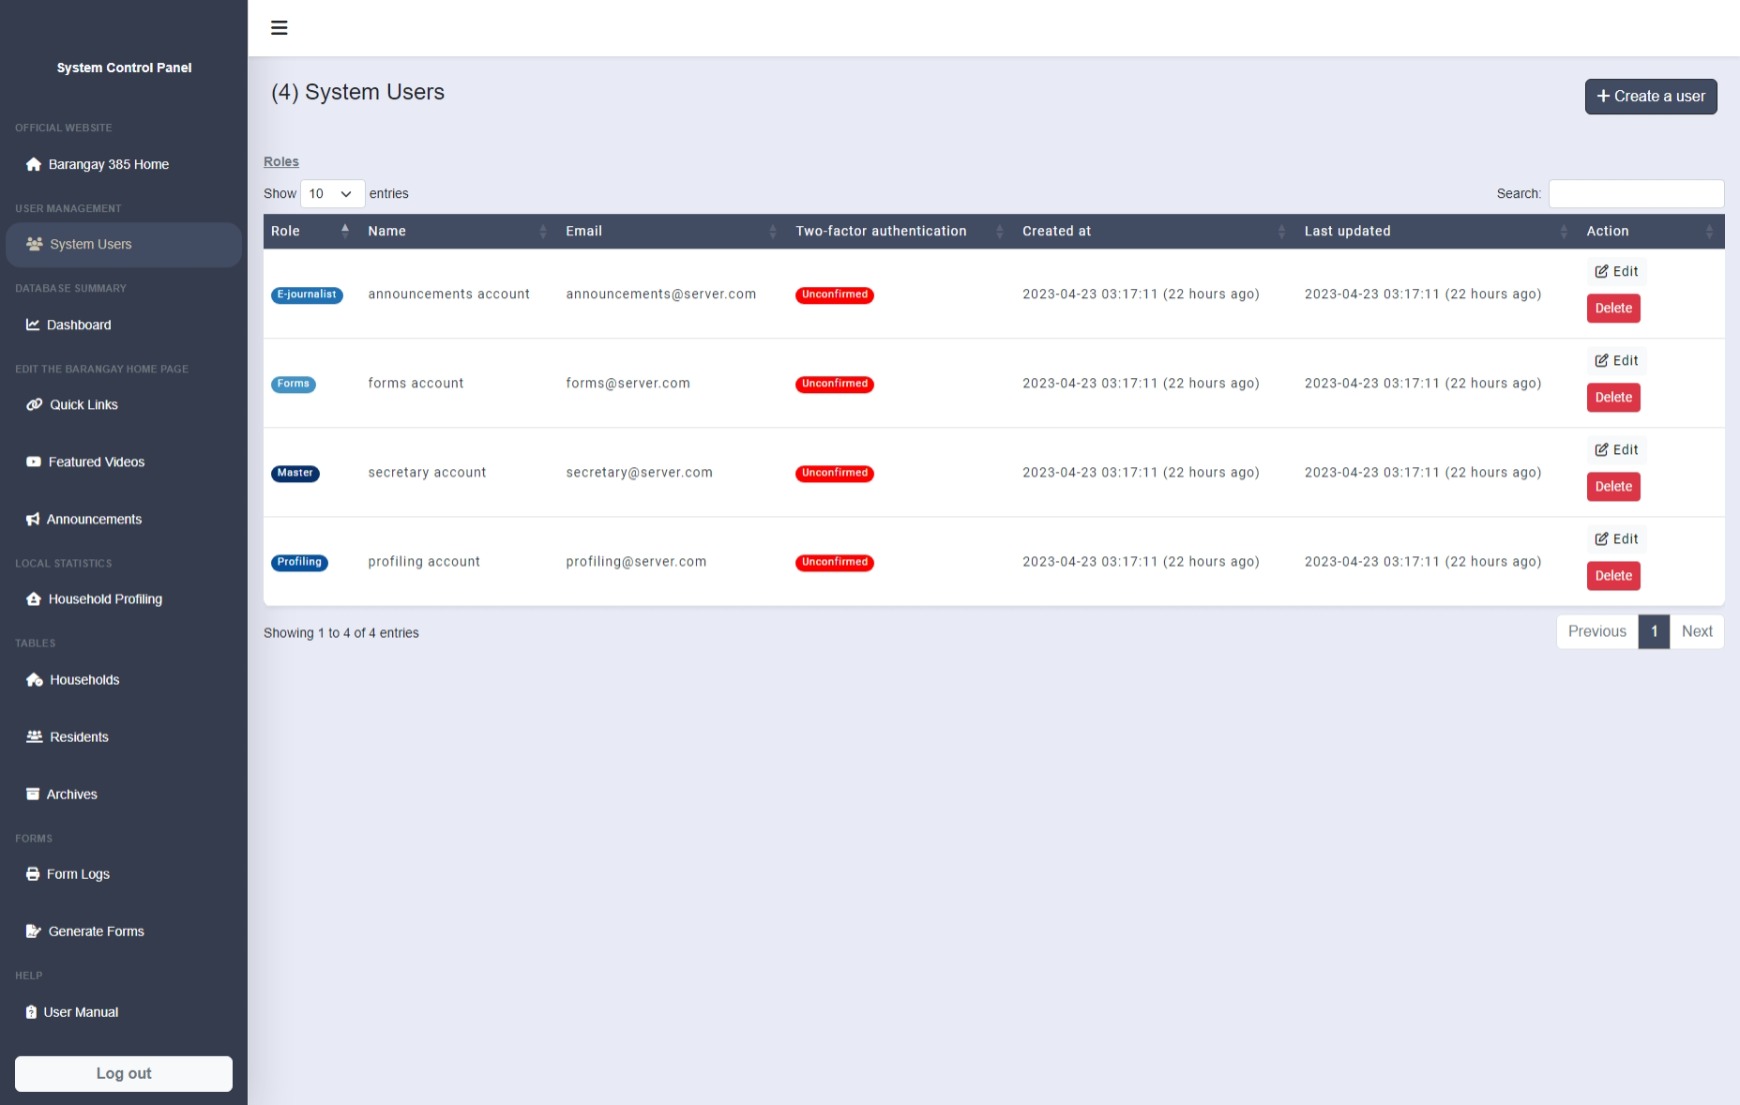 System Control Panel
OFFICIAL WEBSITE
Barangay 385 Home
USER MANAGEMENT
System Users
DATABASE SUMMARY
Dashboard
EDIT THE BARANGAY HOME PAGE
Quick Links
Featured Videos
Announcements
LOCAL STATISTICS
Household Profiling
TABLES
Households
Residents
Archives
FORMS
Form Logs
Generate Forms
HELP
User Manual
Log out
(4) System Users
+ Create a user
Roles
Show 10 entries
Search:
Role Name Email Two-factor authentication Created at Last updated Action
E-journalist announcements account announcements@server.com Unconfirmed 2023-04-23 03:17:11 (22 hours ago) 2023-04-23 03:17:11 (22 hours ago) Edit
Delete
Forms forms account forms@server.com Unconfirmed 2023-04-23 03:17:11 (22 hours ago) 2023-04-23 03:17:11 (22 hours ago) Edit
Delete
Master secretary account secretary@server.com Unconfirmed 2023-04-23 03:17:11 (22 hours ago) 2023-04-23 03:17:11 (22 hours ago) Edit
Delete
Profiling profiling account profiling@server.com Unconfirmed 2023-04-23 03:17:11 (22 hours ago) 2023-04-23 03:17:11 (22 hours ago) Edit
Delete
Showing 1 to 4 of 4 entries
Previous 1 Next